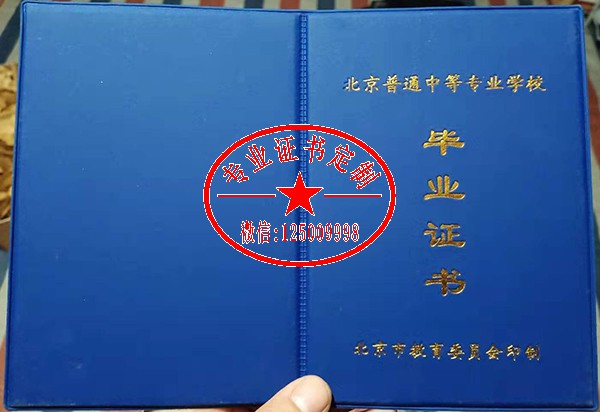 北京普通中等专业学校
毕业证书
北京市教育委员会印制
专业证书定制
微信:125009998